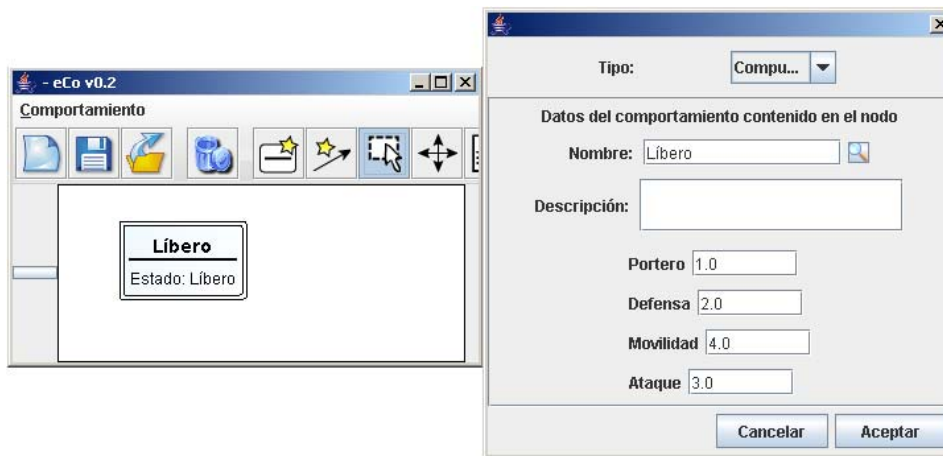 - eCo v0.2
Comportamiento
Líbero
Estado: Líbero
Tipo:
Compu...
Datos del comportamiento contenido en el nodo
Nombre: Líbero
Descripción:
Portero 1.0
Defensa 2.0
Movilidad 4.0
Ataque 3.0
Cancelar Aceptar